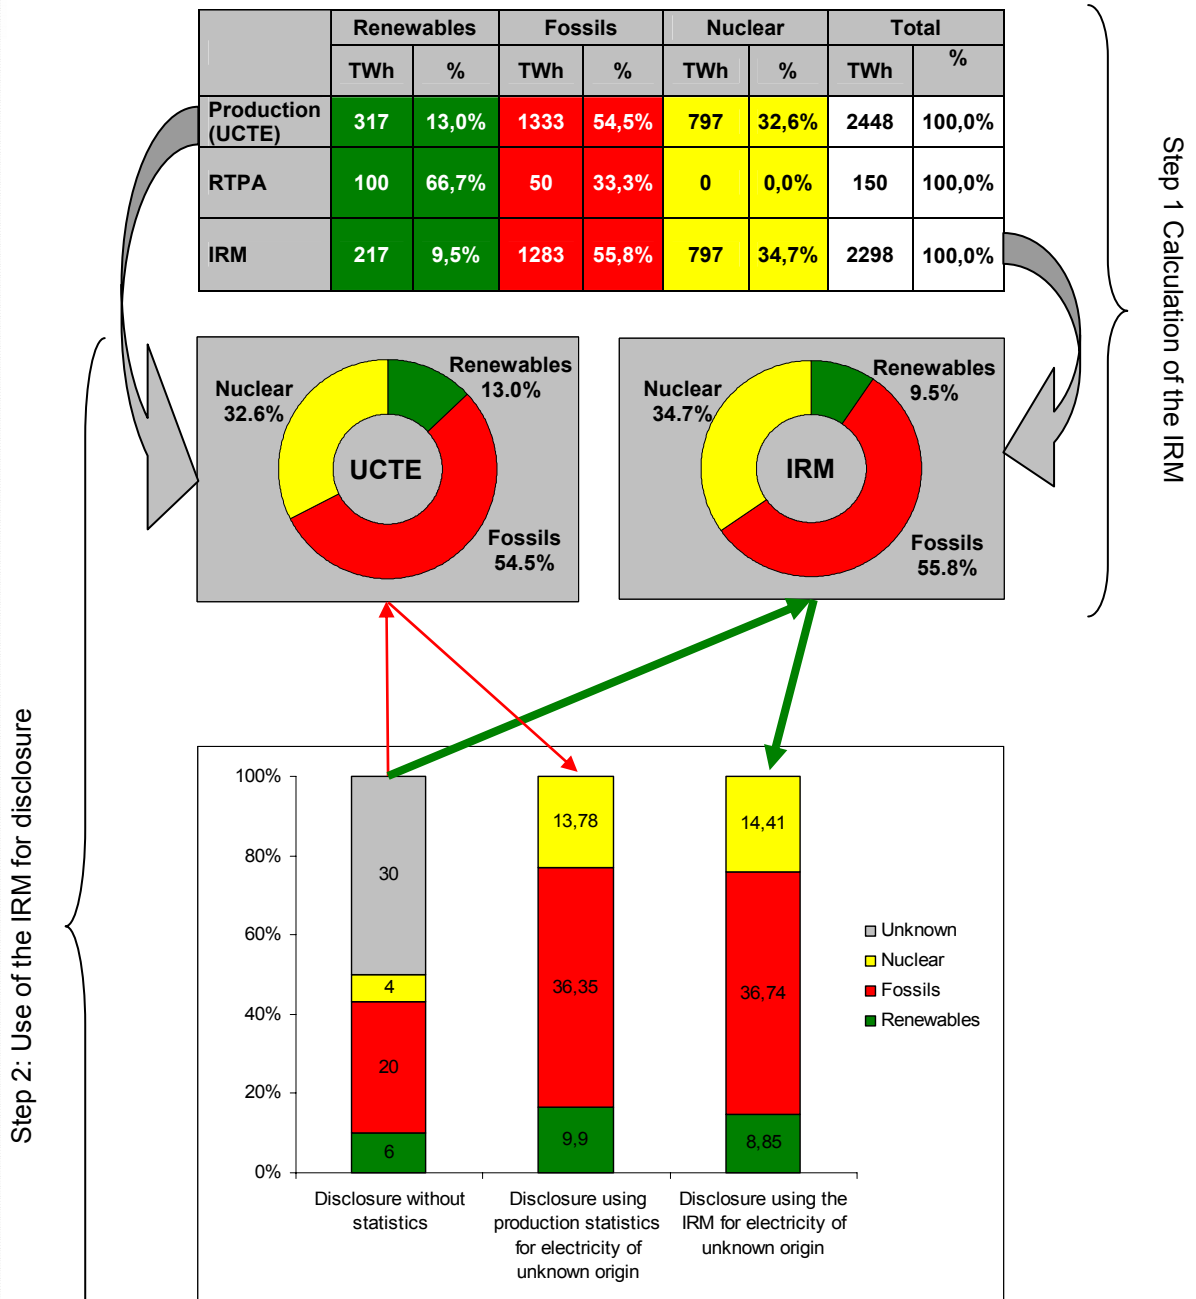 Renewables Fossils Nuclear Total
TWh % TWh % TWh % TWh %
Production
(UCTE)
317 13,0% 1333 54,5% 797 32,6% 2448 100,0%
RTPA 100 66,7% 50 33,3% 0 0,0% 150 100,0%
IRM 217 9,5% 1283 55,8% 797 34,7% 2298 100,0%
Step 1 Calculation of the IRM
Renewables
13.0%
Nuclear
32.6%
UCTE
Fossils
54.5%
Renewables
9.5%
Nuclear
34.7%
IRM
Fossils
55.8%
Step 2: Use of the IRM for disclosure
100%
80%
60%
40%
20%
0%
30
4
20
6
13,78
36,35
9,9
14,41
36,74
8,85
Unknown
Nuclear
Fossils
Renewables
Disclosure without
statistics
Disclosure using
production statistics
for electricity of
unknown origin
Disclosure using the
IRM for electricity of
unknown origin